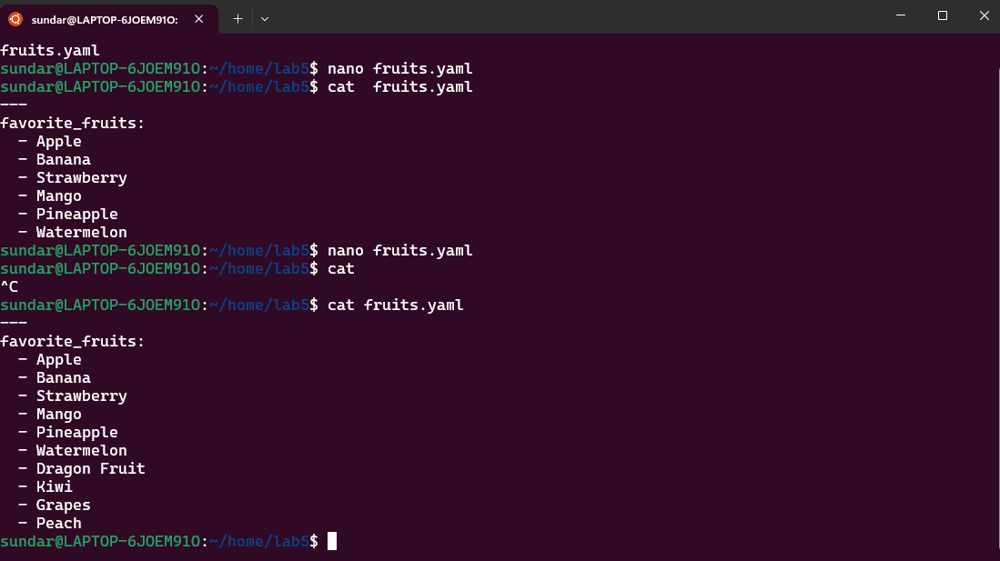 sundar@LAPTOP-6JOEM91O:
fruits.yaml
sundar@LAPTOP-6JOEM91O:~/home/lab5$ nano fruits.yaml
sundar@LAPTOP-6JOEM91O:~/home/lab5$ cat  fruits.yaml
---
favorite_fruits:
  - Apple
  - Banana
  - Strawberry
  - Mango
  - Pineapple
  - Watermelon
sundar@LAPTOP-6JOEM91O:~/home/lab5$ nano fruits.yaml
sundar@LAPTOP-6JOEM91O:~/home/lab5$ cat
^C
sundar@LAPTOP-6JOEM91O:~/home/lab5$ cat fruits.yaml
---
favorite_fruits:
  - Apple
  - Banana
  - Strawberry
  - Mango
  - Pineapple
  - Watermelon
  - Dragon Fruit
  - Kiwi
  - Grapes
  - Peach
sundar@LAPTOP-6JOEM91O:~/home/lab5$